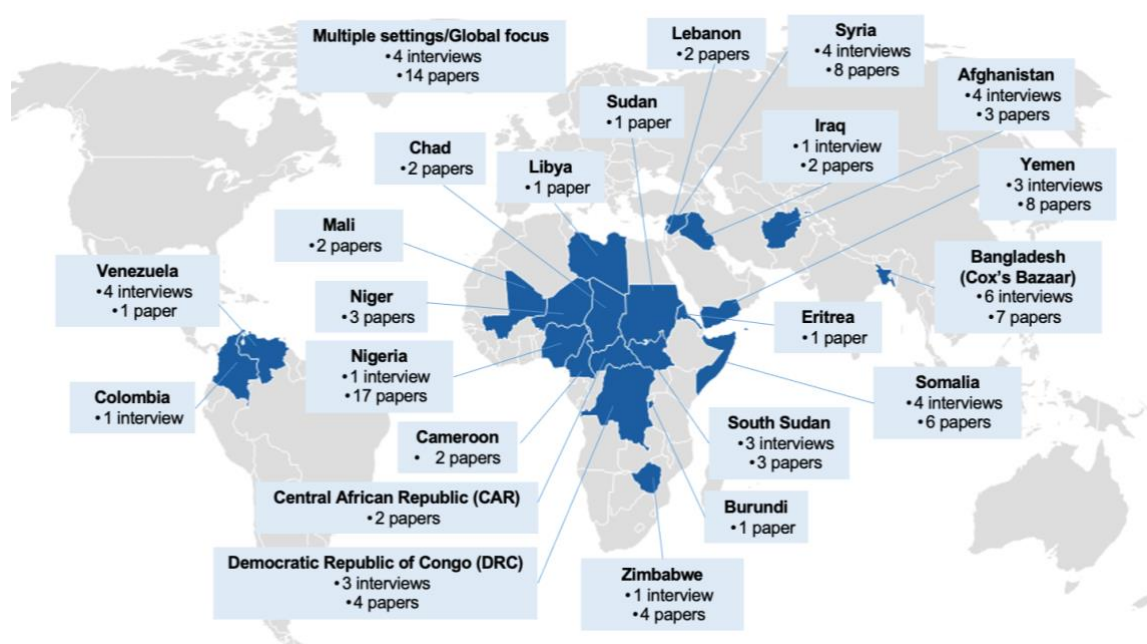 Multiple settings/Global focus
• 4 interviews
• 14 papers
Lebanon
• 2 papers
Syria
• 4 interviews
• 8 papers
Afghanistan
• 4 interviews
• 3 papers
Sudan
• 1 paper
Iraq
• 1 interview
• 2 papers
Chad
• 2 papers
Libya
• 1 paper
Yemen
• 3 interviews
• 8 papers
Mali
• 2 papers
Venezuela
• 4 interviews
• 1 paper
Bangladesh
(Cox's Bazaar)
• 6 interviews
• 7 papers
Niger
• 3 papers
Eritrea
• 1 paper
Nigeria
• 1 interview
• 17 papers
Colombia
• 1 interview
Somalia
• 4 interviews
• 6 papers
Cameroon
• 2 papers
South Sudan
• 3 interviews
• 3 papers
Central African Republic (CAR)
• 2 papers
Burundi
• 1 paper
Democratic Republic of Congo (DRC)
• 3 interviews
• 4 papers
Zimbabwe
• 1 interview
• 4 papers